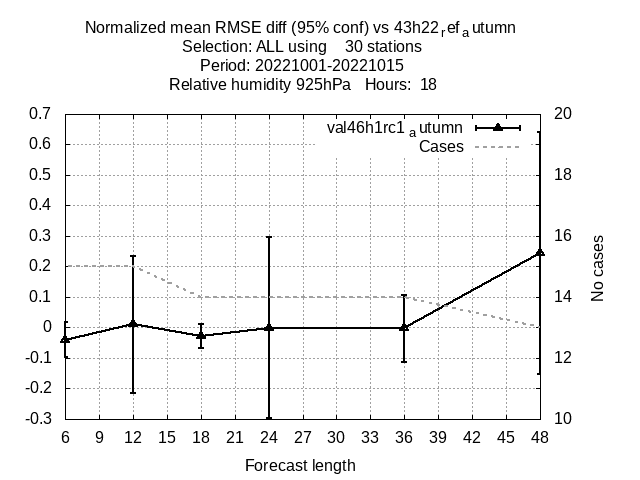 Normalized mean RMSE diff (95% conf) vs 43h22refautumn
Selection: ALL using 30 stations
Period: 20221001-20221015
Relative humidity 925hPa Hours: 18
val46h1rc1autumn
Cases
0.7
0.6
0.5
0.4
0.3
0.2
0.1
0
-0.1
-0.2
-0.3
20
18
16
14
12
10
No cases
6 9 12 15 18 21 24 27 30 33 36 39 42 45 48
Forecast length